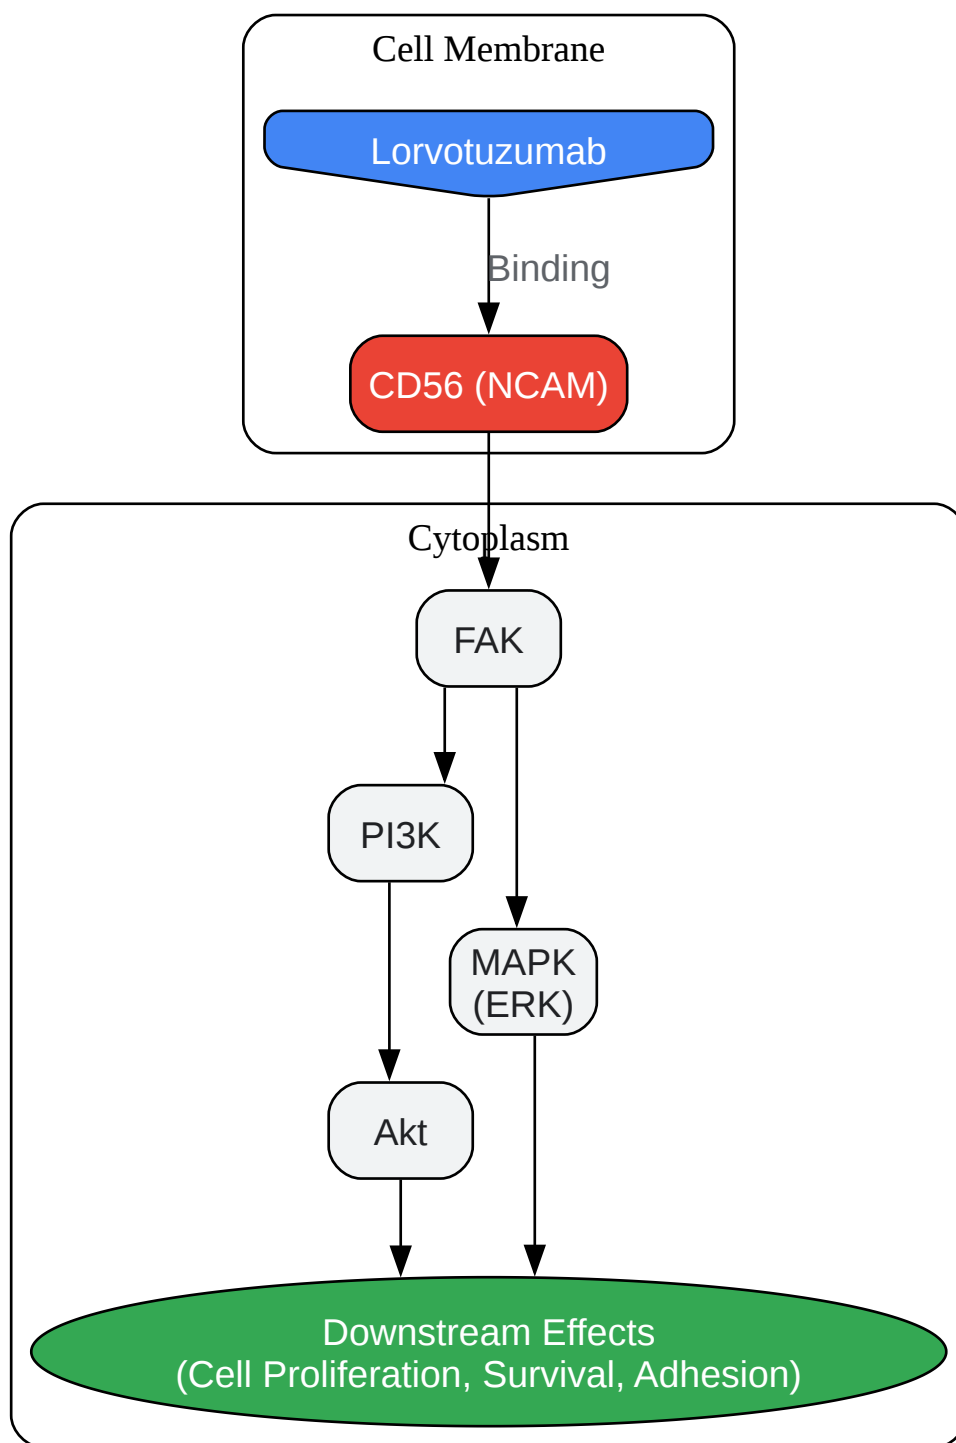 Cell Membrane
Lorvotuzumab
Binding
CD56 (NCAM)
Cytoplasm
FAK
PI3K
MAPK
(ERK)
Akt
Downstream Effects
(Cell Proliferation, Survival, Adhesion)